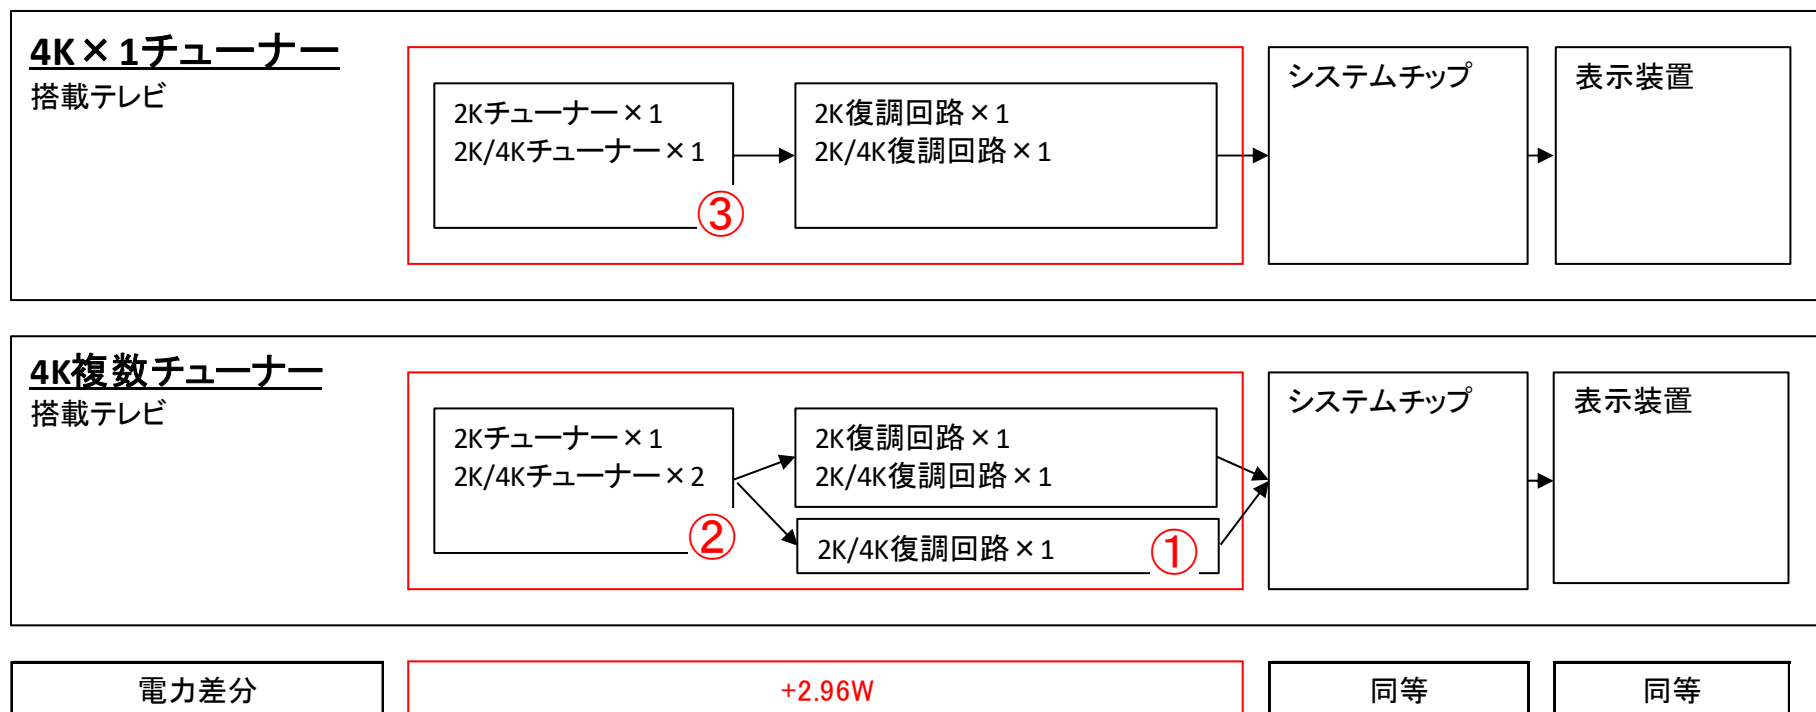 4K×1チューナー
搭載テレビ
2Kチューナー×1
2K/4Kチューナー×1
③
2K復調回路×1
2K/4K復調回路×1
システムチップ
表示装置
4K複数チューナー
搭載テレビ
2Kチューナー×1
2K/4Kチューナー×2
②
2K復調回路×1
2K/4K復調回路×1
2K/4K復調回路×1
①
システムチップ
表示装置
電力差分
+2.96W
同等
同等